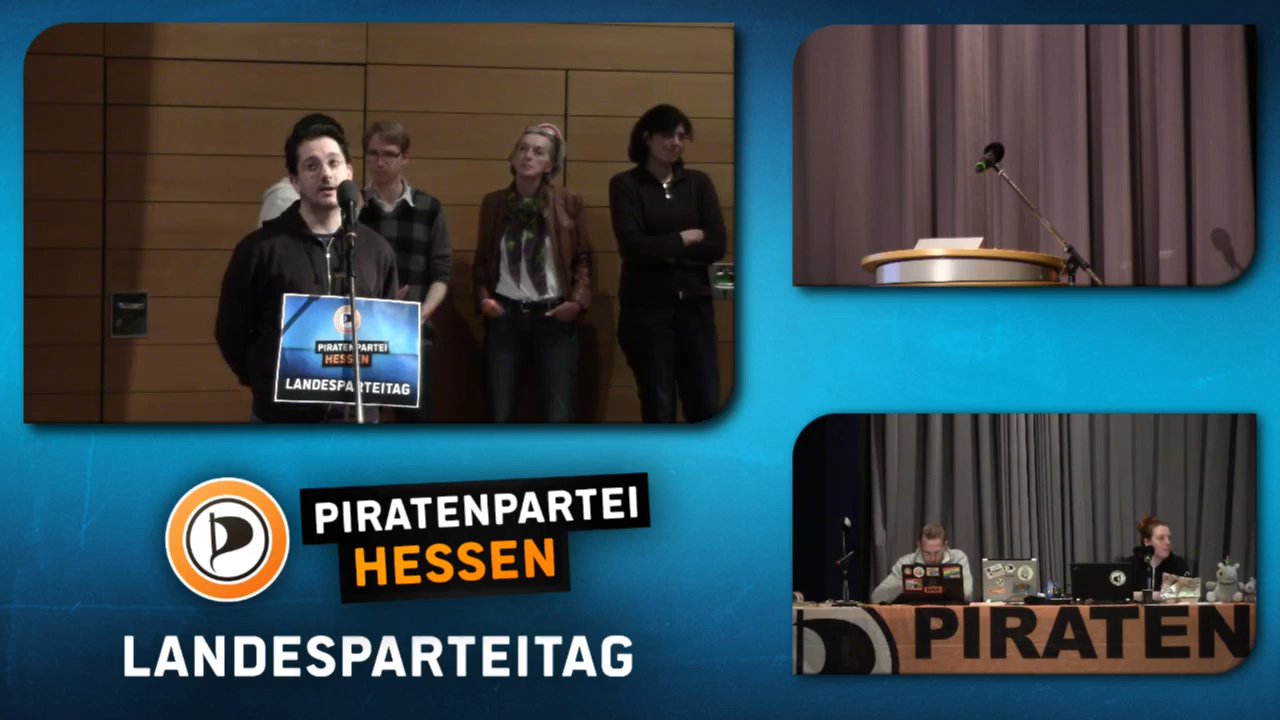 PIRATENPARTEI
HESSEN
LANDESPARTEITAG
PIRATENPARTEI
HESSEN
LANDESPARTEITAG
PIRATEN